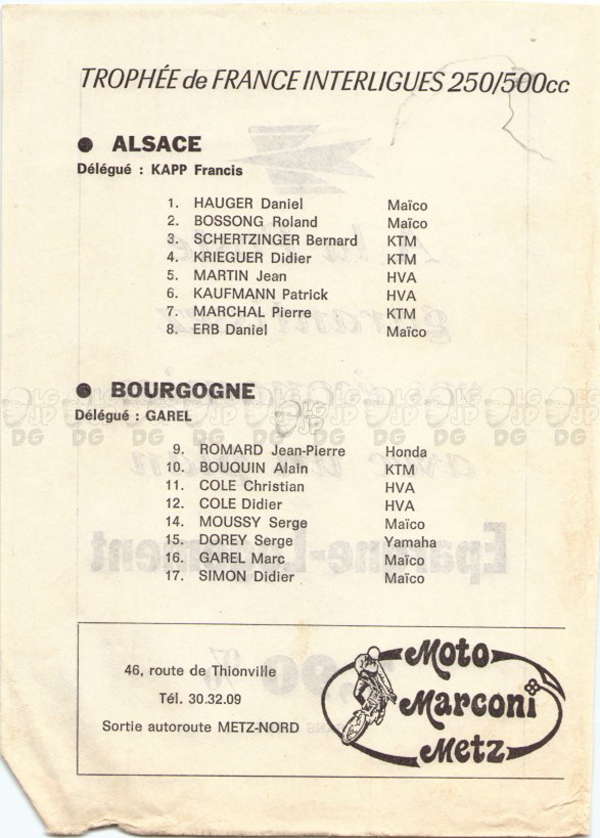 TROPHÉE de FRANCE INTERLIGUES 250/500cc
● ALSACE
Délégué : KAPP Francis
1. HAUGER Daniel Maïco
2. BOSSONG Roland Maïco
3. SCHERTZINGER Bernard KTM
4. KRIEGUER Didier KTM
5. MARTIN Jean HVA
6. KAUFMANN Patrick HVA
7. MARCHAL Pierre KTM
8. ERB Daniel Maïco
● BOURGOGNE
Délégué : GAREL
9. ROMARD Jean-Pierre Honda
10. BOUQUIN Alain KTM
11. COLE Christian HVA
12. COLE Didier HVA
14. MOUSSY Serge Maïco
15. DOREY Serge Yamaha
16. GAREL Marc Maïco
17. SIMON Didier Maïco
46, route de Thionville
Tél. 30.32.09
Sortie autoroute METZ-NORD
Moto
Marconi
Metz